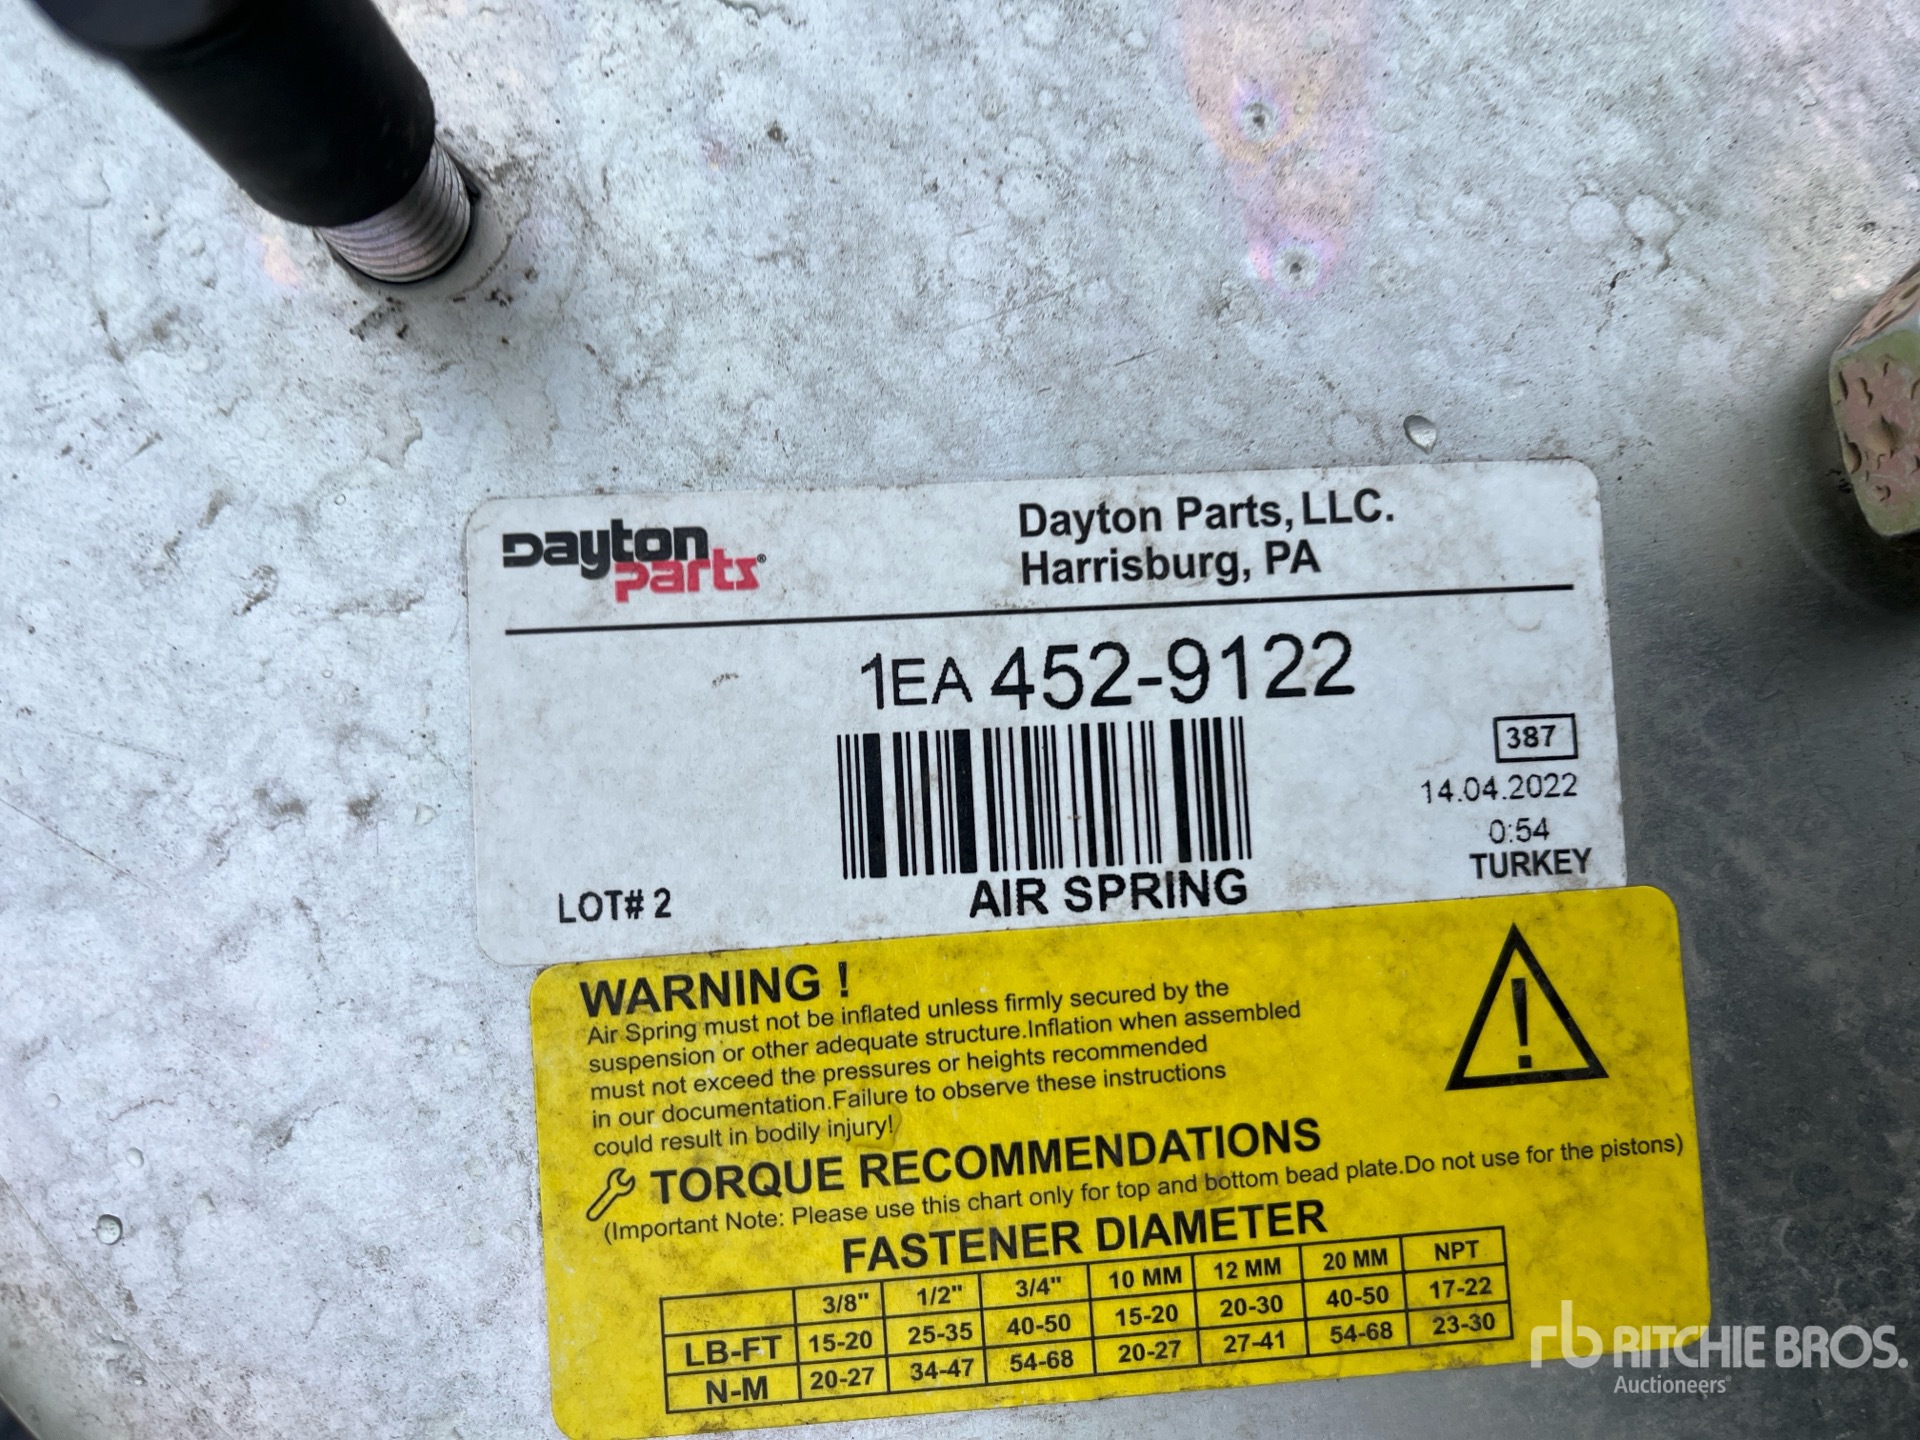 Dayton parts®
Dayton Parts, LLC.
Harrisburg, PA
1EA 452-9122
387
14.04.2022
0:54
TURKEY
LOT# 2
AIR SPRING
WARNING !
Air Spring must not be inflated unless firmly secured by the
suspension or other adequate structure.Inflation when assembled
must not exceed the pressures or heights recommended
in our documentation.Failure to observe these instructions
could result in bodily injury!
TORQUE RECOMMENDATIONS
(Important Note: Please use this chart only for top and bottom bead plate.Do not use for the pistons)
FASTENER DIAMETER
3/8" 1/2" 3/4" 10 MM 12 MM 20 MM NPT
LB-FT 15-20 25-35 40-50 15-20 20-30 40-50 17-22
N-M 20-27 34-47 54-68 20-27 27-41 54-68 23-30
rb RITCHIE BROS.
Auctioneers